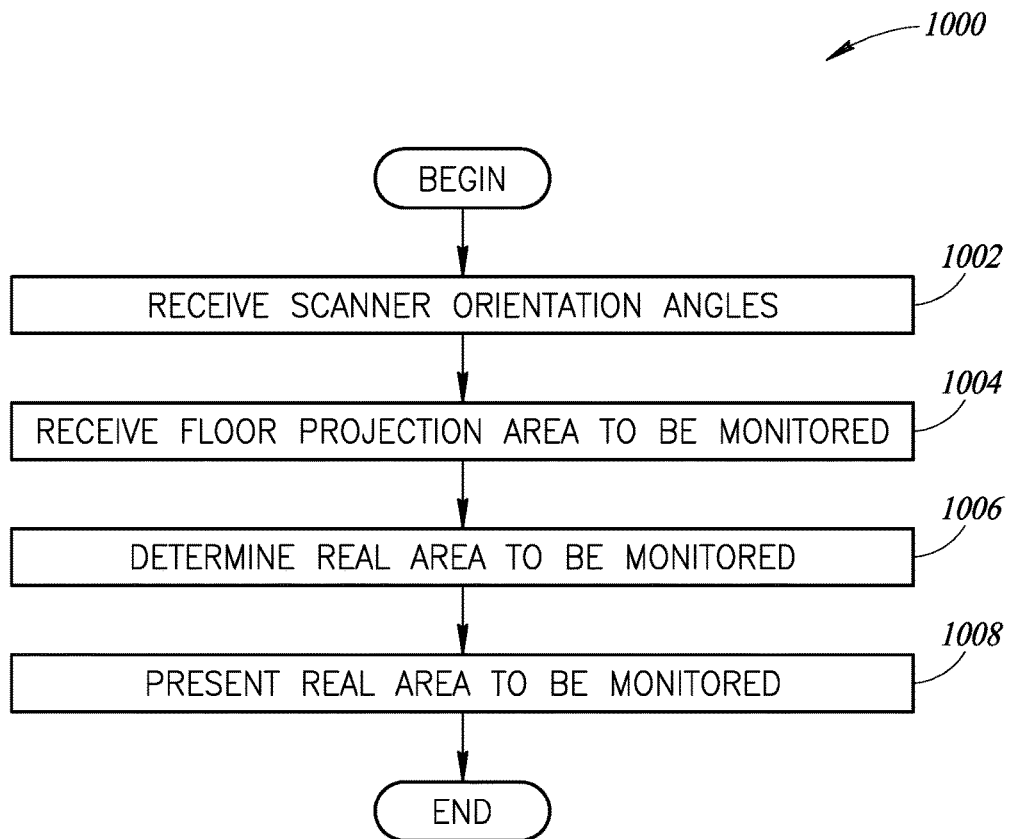 1000
BEGIN
1002
RECEIVE SCANNER ORIENTATION ANGLES
1004
RECEIVE FLOOR PROJECTION AREA TO BE MONITORED
1006
DETERMINE REAL AREA TO BE MONITORED
1008
PRESENT REAL AREA TO BE MONITORED
END